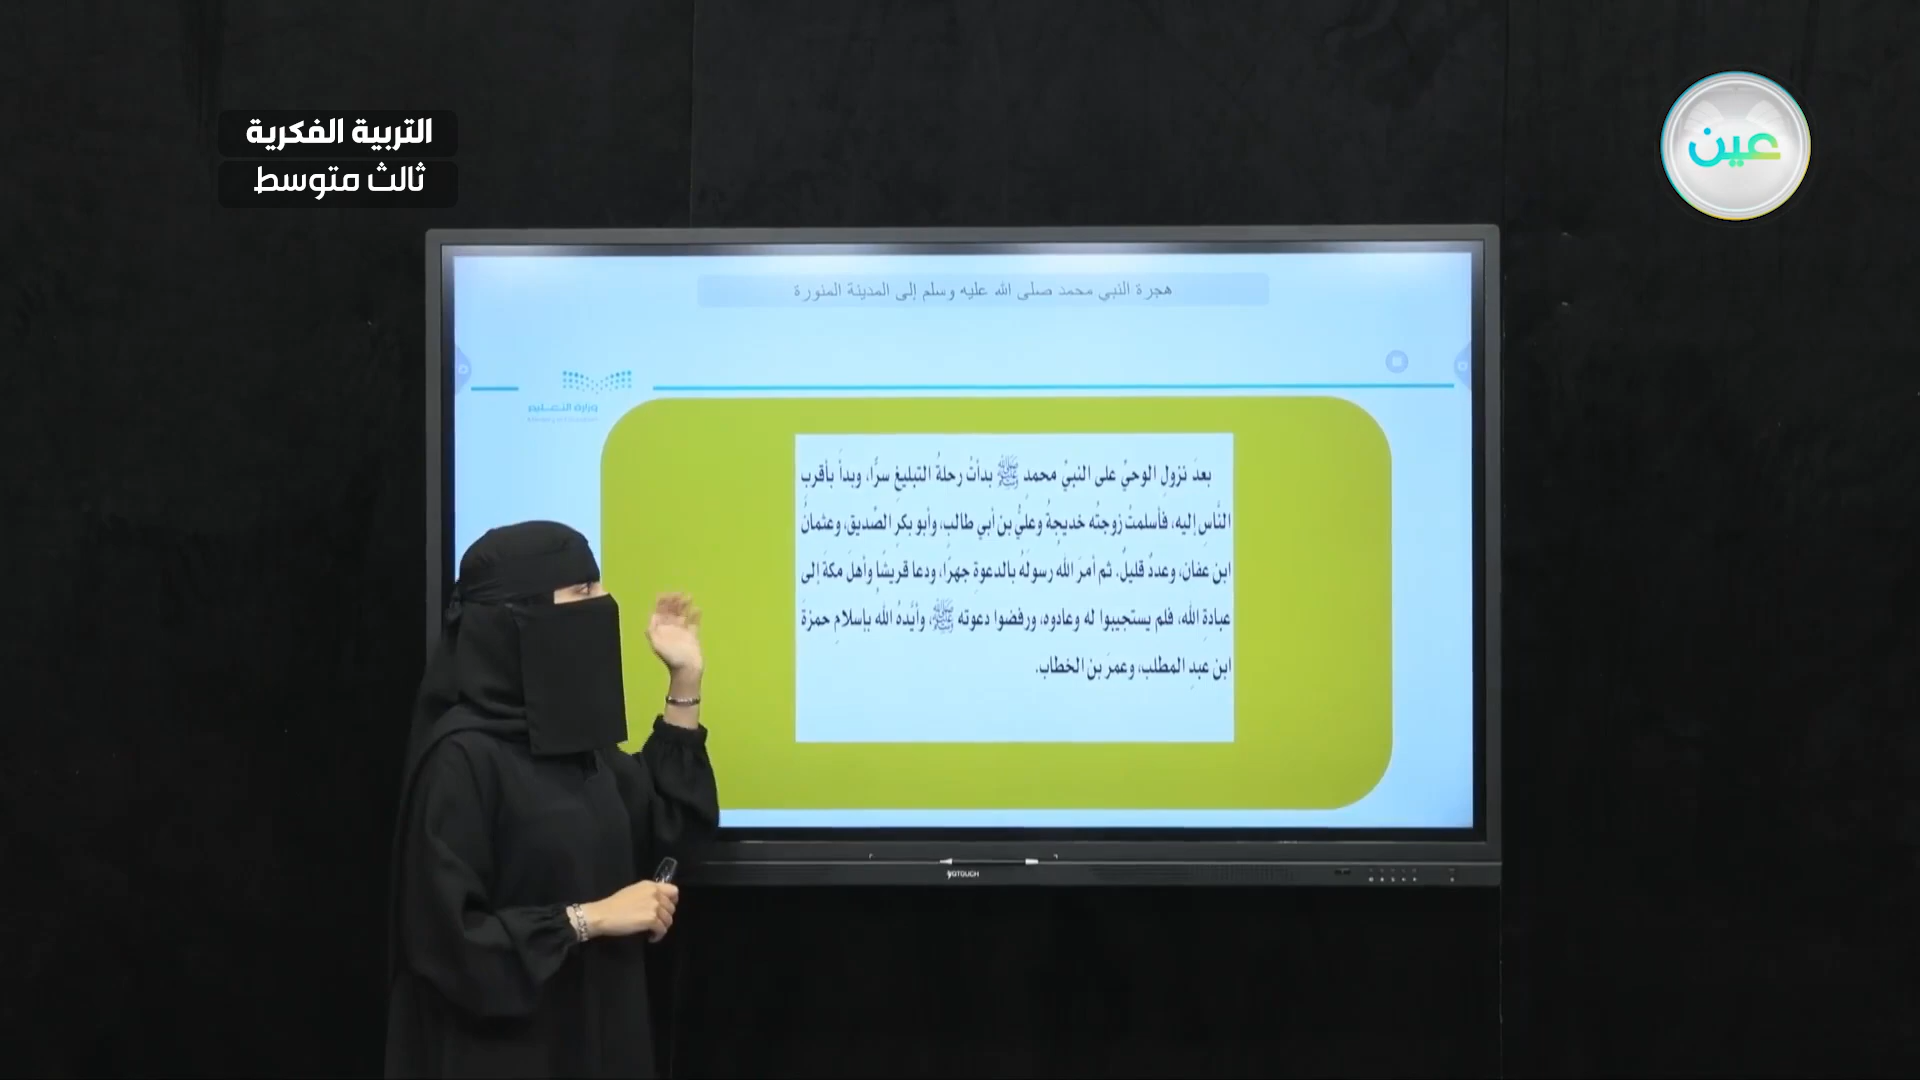 التربية الفكرية
ثالث متوسط
عين
هجرة النبي محمد صلى الله عليه وسلم إلى المدينة المنورة
وزارة التعليم
بعدَ نزولِ الوحيِّ على النبيِّ محمد ﷺ بدأتْ رحلةُ التبليغِ سرًّا، وبدأَ بأقربِ
النَّاسِ إليه، فأسلمتْ زوجتُه خديجةُ وعليُّ بن أبي طالبٍ، وأبو بكرٍ الصِّديق، وعثمانُ
ابن عفان، وعددٌ قليلٌ. ثم أمرَ الله رسولَهُ بالدعوةِ جهرًا، ودعا قريشًا وأهلَ مكةَ إلى
عبادةِ الله، فلم يستجيبوا له وعادوه، ورفضوا دعوته ﷺ، وأيَّدهُ اللهُ بإسلامِ حمزةَ
ابن عبدِ المطلب، وعمرَ بن الخطاب.
YOTOUCH